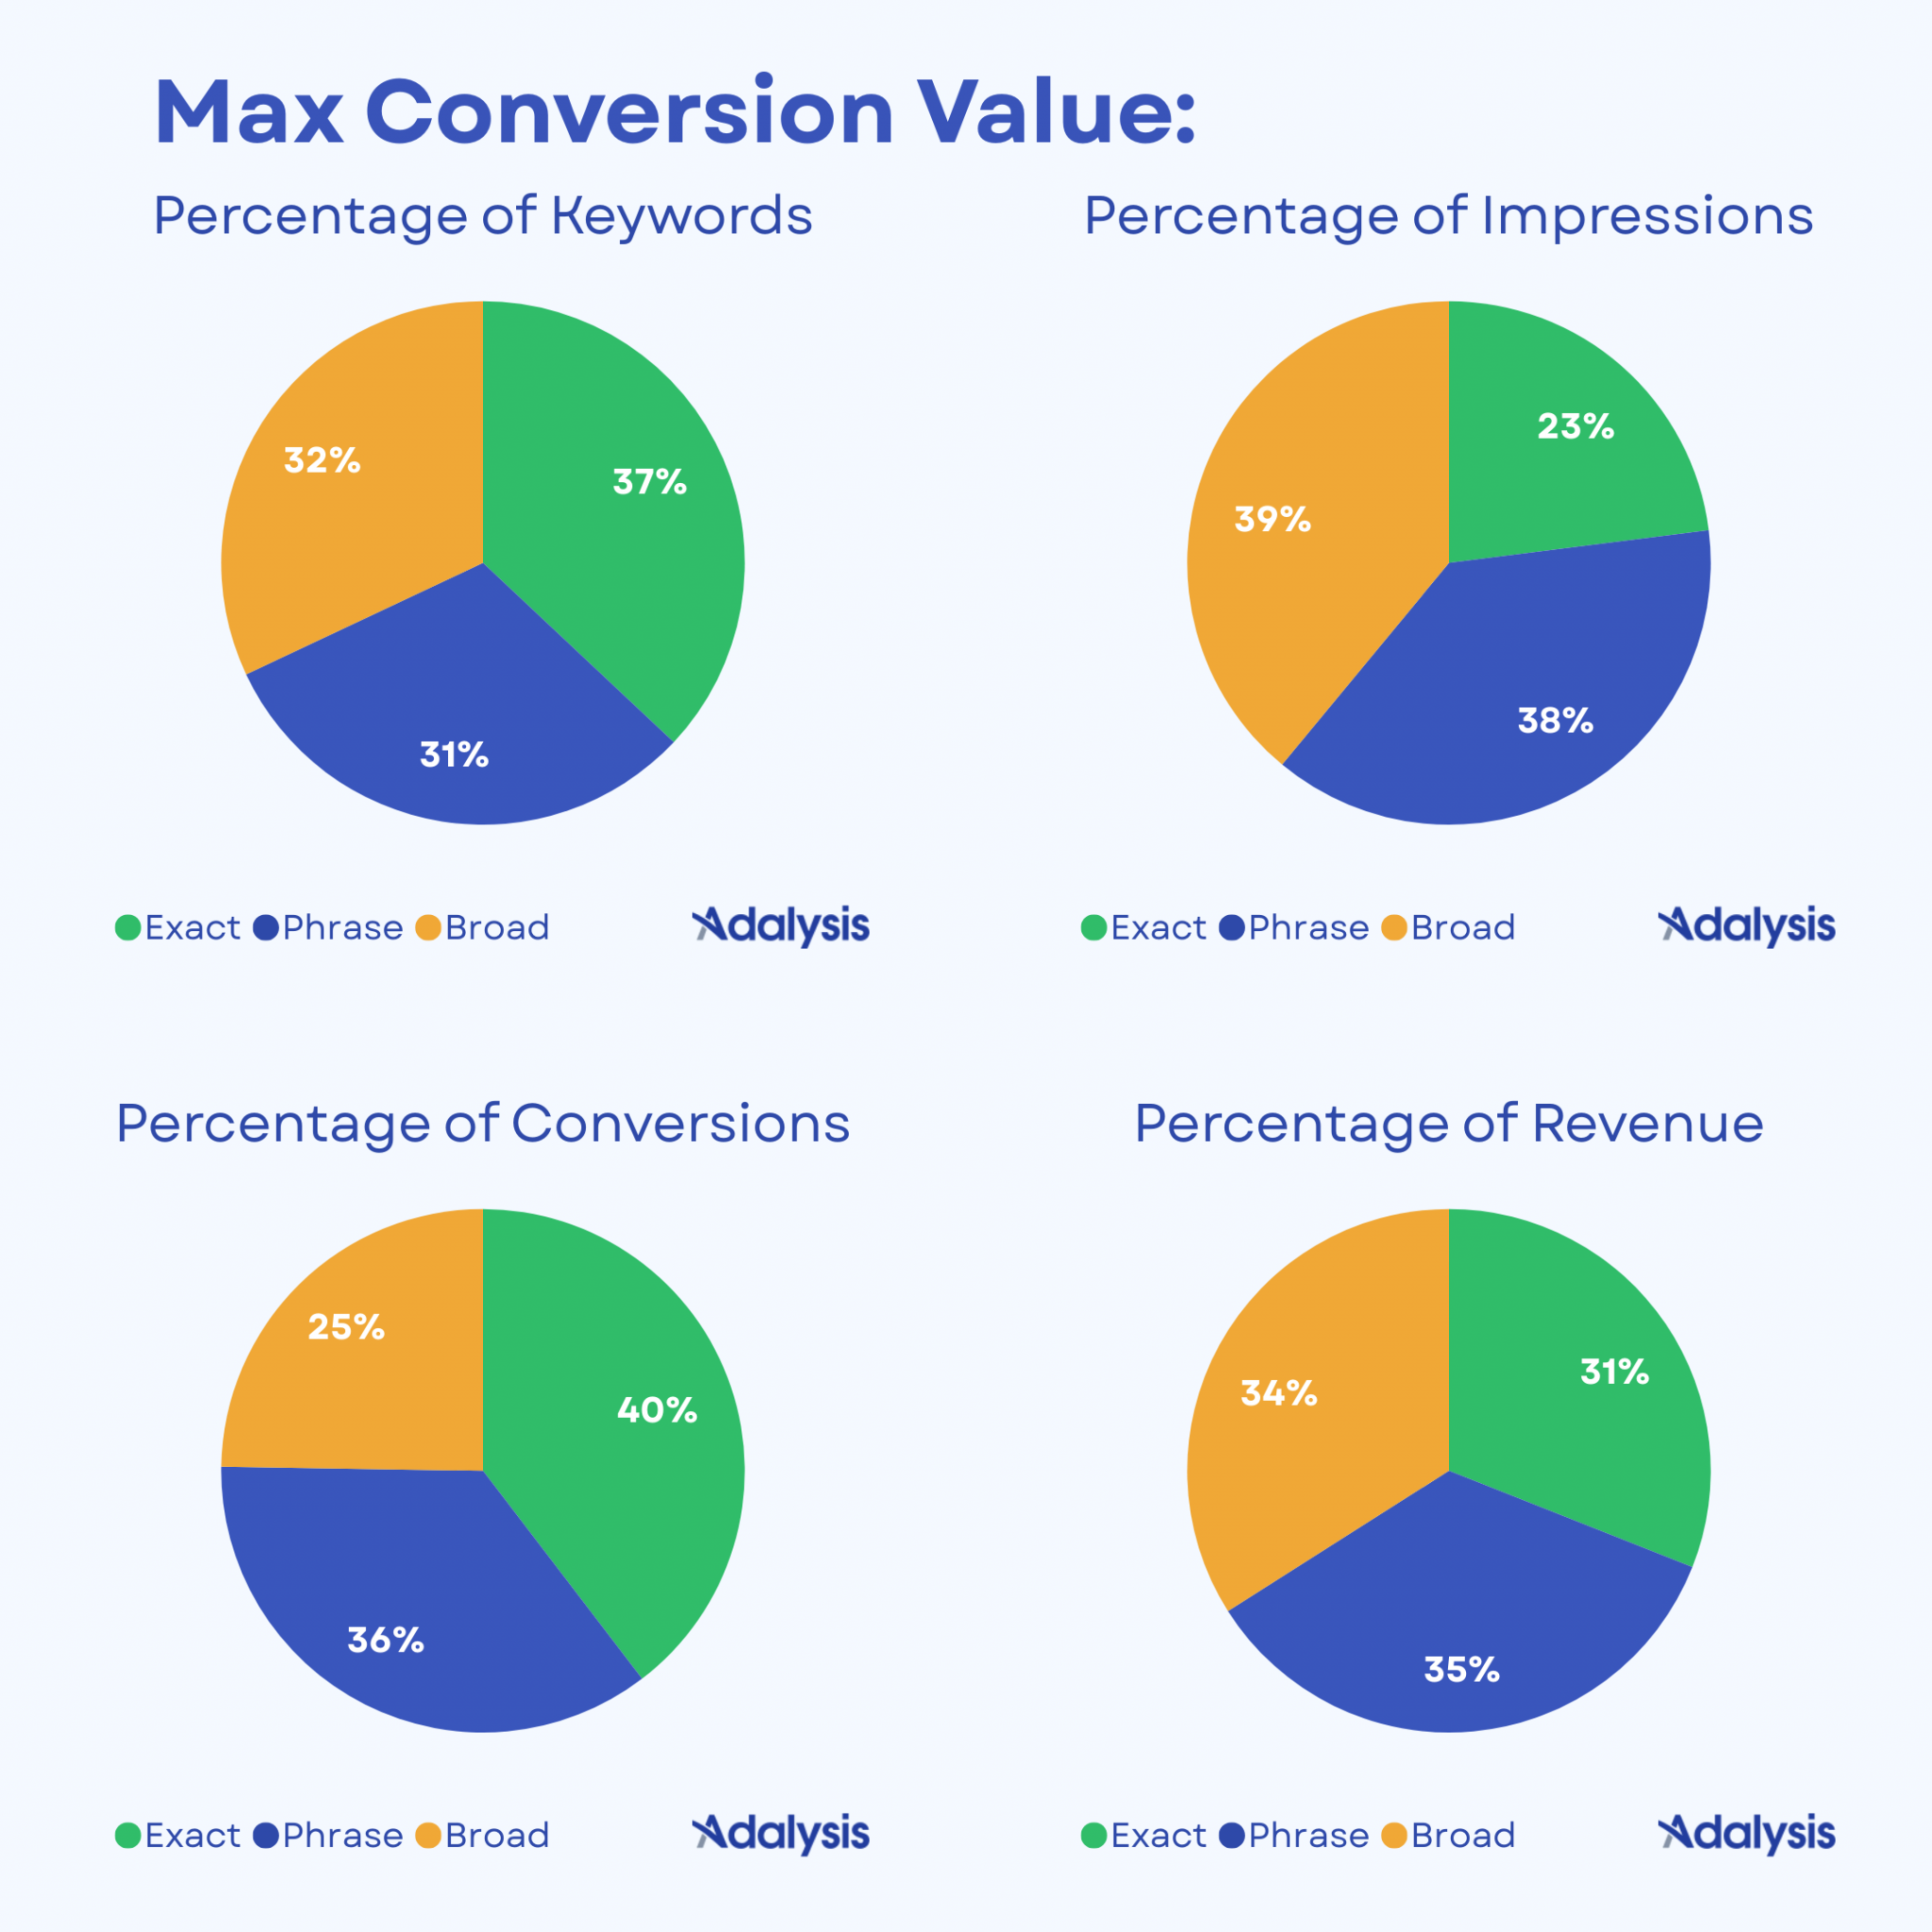 Max Conversion Value:
Percentage of Keywords
32%
37%
31%
Exact Phrase Broad
Adalysis
Percentage of Impressions
23%
39%
38%
Exact Phrase Broad
Adalysis
Percentage of Conversions
25%
40%
36%
Exact Phrase Broad
Adalysis
Percentage of Revenue
31%
34%
35%
Exact Phrase Broad
Adalysis